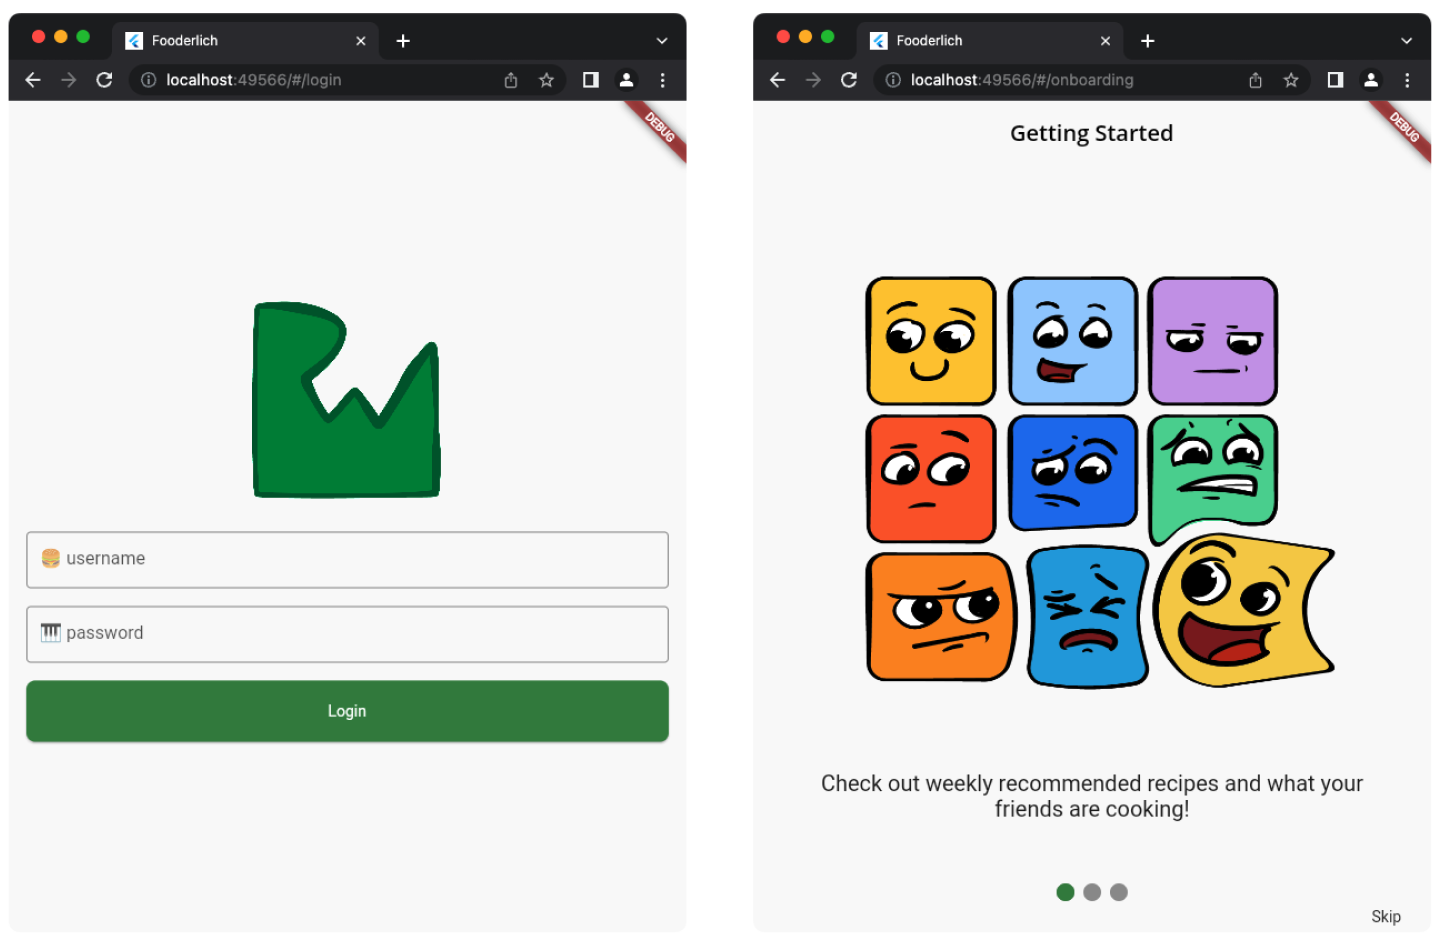 Fooderlich
localhost:49566/#/login
DEBUG
username
password
Login
Fooderlich
localhost:49566/#/onboarding
DEBUG
Getting Started
Check out weekly recommended recipes and what your
friends are cooking!
Skip